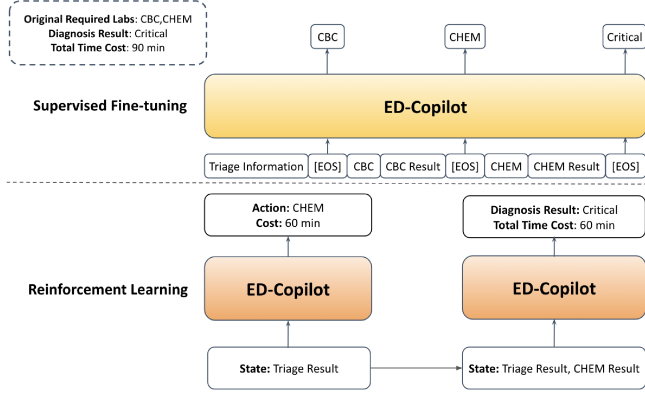 Original Required Labs: CBC,CHEM
Diagnosis Result: Critical
Total Time Cost: 90 min
CBC
CHEM
Critical
Supervised Fine-tuning
ED-Copilot
Triage Information [EOS] CBC CBC Result [EOS] CHEM CHEM Result [EOS]
Action: CHEM
Cost: 60 min
Diagnosis Result: Critical
Total Time Cost: 60 min
Reinforcement Learning
ED-Copilot
ED-Copilot
State: Triage Result
State: Triage Result, CHEM Result